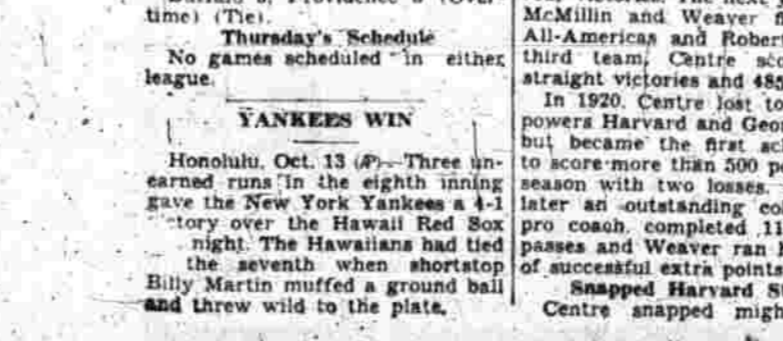 time) (Tie).
Thursday's Schedule
No games scheduled in either
league.
YANKEES WIN
Honolulu, Oct. 13 (AP)—Three un-
earned runs in the eighth inning
gave the New York Yankees a 4-1
tory over the Hawaii Red Sox
night. The Hawaiians had tied
the seventh when shortstop
Billy Martin muffed a ground ball
and threw wild to the plate.
McMillin and Weaver
All-Americas and Rober
third team, Centre
straight victories and 485
In 1920, Centre lost to
powers Harvard and Geo
but became the first
to score more than 500
season with two losses.
later an outstanding
pro coach, completed 11
passes and Weaver ran
of successful extra points
Snapped Harvard S
Centre snapped migh